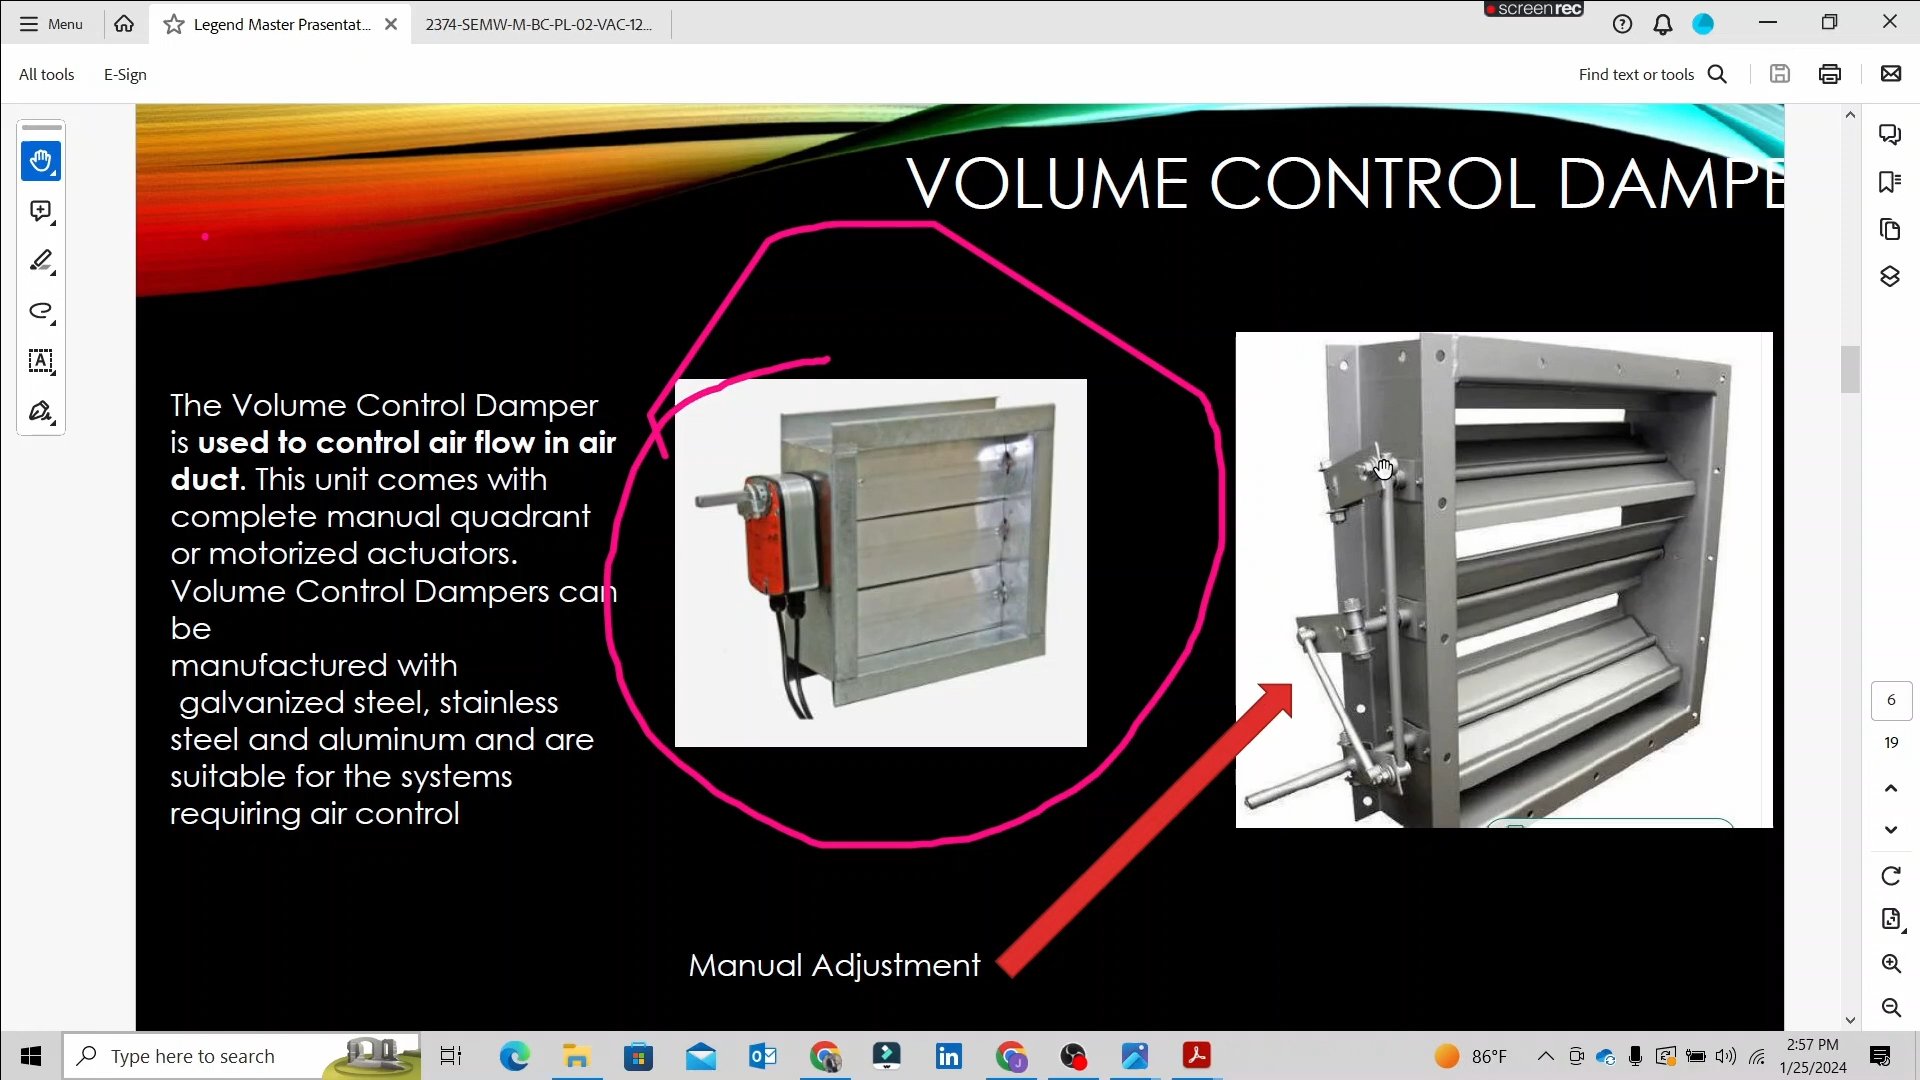 screenrec
Menu
Legend Master Prasentat...
2374-SEMW-M-BC-PL-02-VAC-12...
All tools
E-Sign
Find text or tools
VOLUME CONTROL DAMPE
The Volume Control Damper
is used to control air flow in air
duct. This unit comes with
complete manual quadrant
or motorized actuators.
Volume Control Dampers can
be
manufactured with
galvanized steel, stainless
steel and aluminum and are
suitable for the systems
requiring air control
Manual Adjustment
6
19
Type here to search
86°F
2:57 PM
1/25/2024